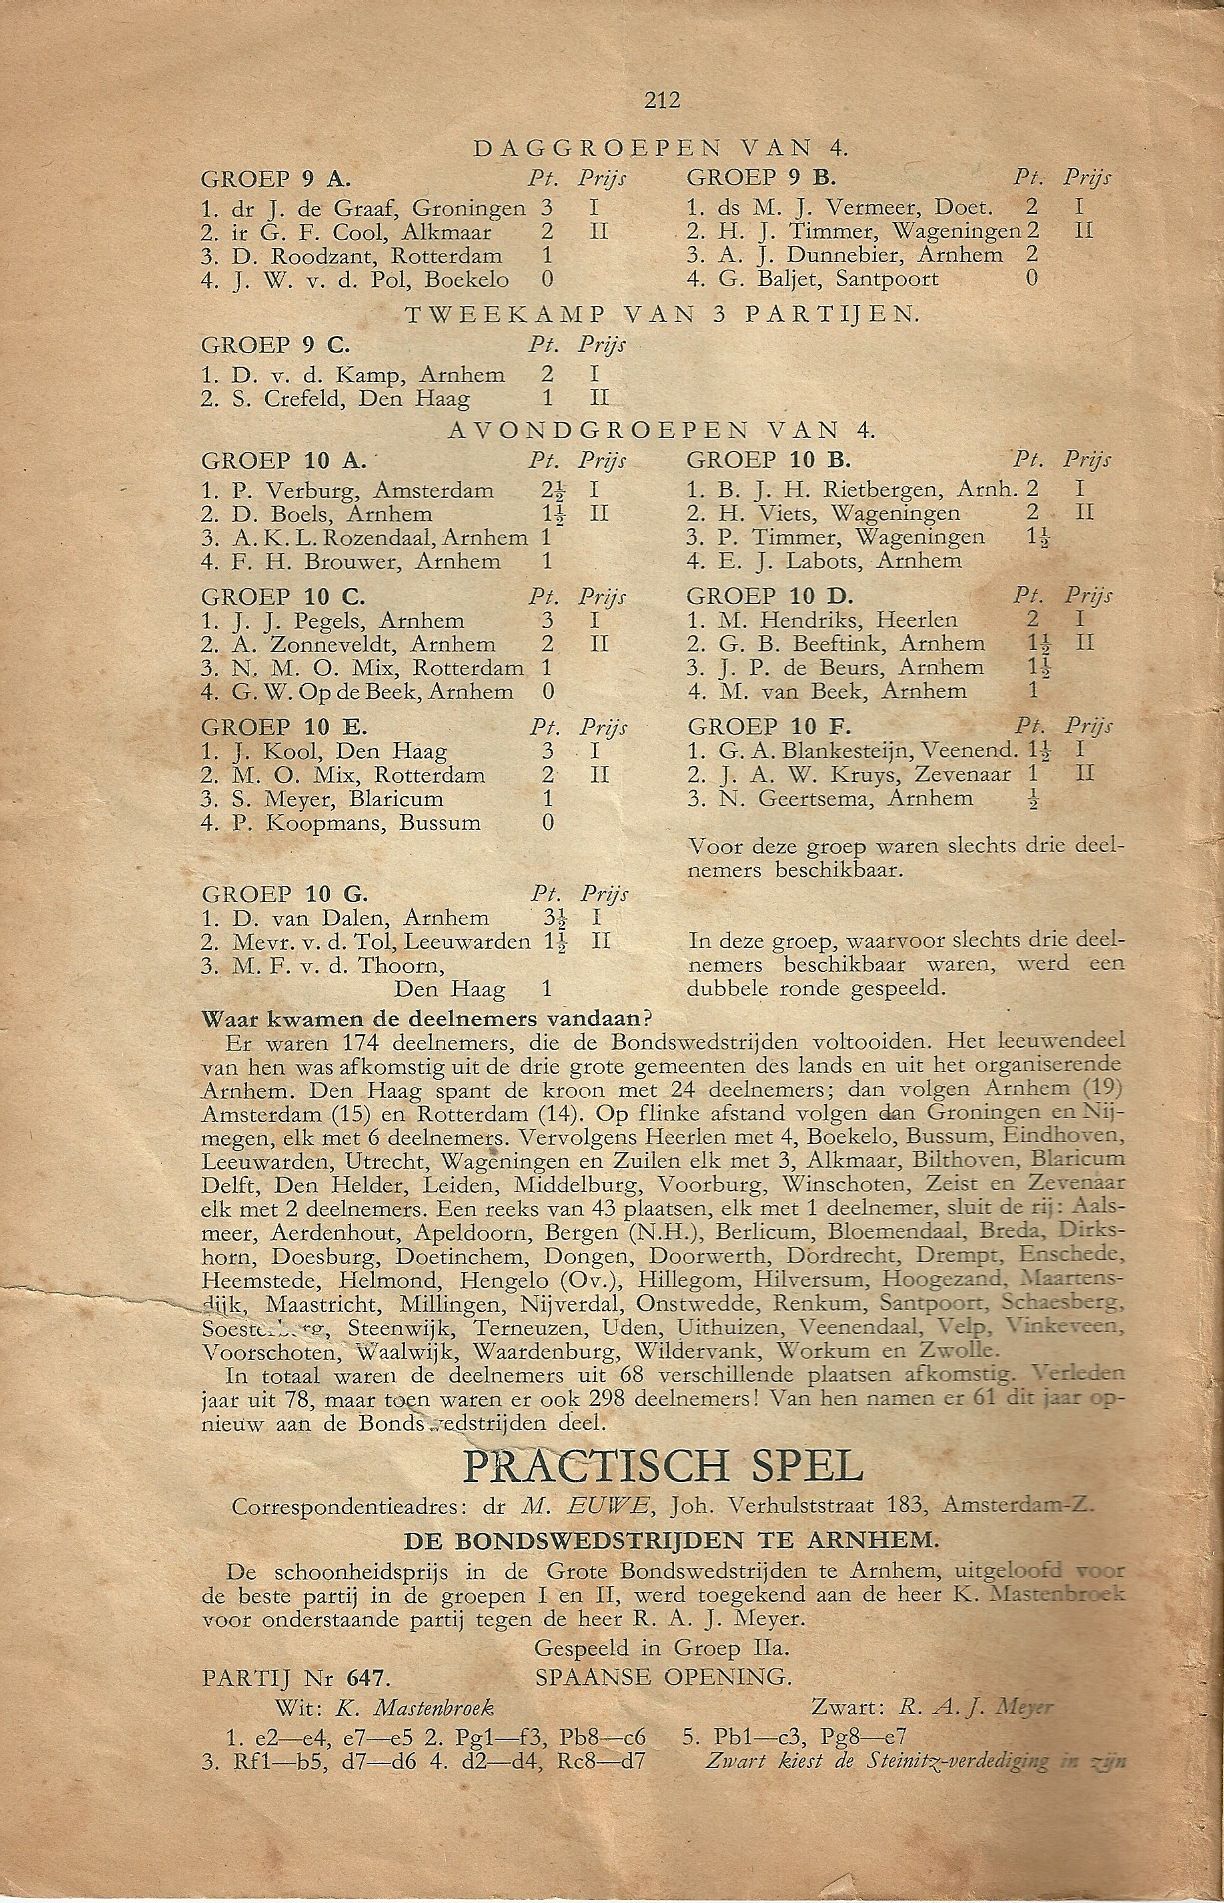 212
DAGGROEPEN VAN 4.
GROEP 9 A. Pt. Prijs
1. dr J. de Graaf, Groningen 3 I
2. ir G. F. Cool, Alkmaar 2 II
3. D. Roodzant, Rotterdam 1
4. J. W. v. d. Pol, Boekelo 0
GROEP 9 B. Pt. Prijs
1. ds M. J. Vermeer, Doet. 2 I
2. H. J. Timmer, Wageningen 2 II
3. A. J. Dunnebier, Arnhem 2
4. G. Baljet, Santpoort 0
TWEEKAMP VAN 3 PARTIJEN.
GROEP 9 C. Pt. Prijs
1. D. v. d. Kamp, Arnhem 2 I
2. S. Crefeld, Den Haag 1 II
AVONDGROEPEN VAN 4.
GROEP 10 A. Pt. Prijs
1. P. Verburg, Amsterdam 2½ I
2. D. Boels, Arnhem 1½ II
3. A. K. L. Rozendaal, Arnhem 1
4. F. H. Brouwer, Arnhem 1
GROEP 10 B. Pt. Prijs
1. B. J. H. Rietbergen, Arnh. 2 I
2. H. Viets, Wageningen 2 II
3. P. Timmer, Wageningen 1½
4. E. J. Labots, Arnhem
GROEP 10 C. Pt. Prijs
1. J. J. Pegels, Arnhem 3 I
2. A. Zonneveldt, Arnhem 2 II
3. N. M. O. Mix, Rotterdam 1
4. G. W. Op de Beek, Arnhem 0
GROEP 10 D. Pt. Prijs
1. M. Hendriks, Heerlen 2 I
2. G. B. Beeftink, Arnhem 1½ II
3. J. P. de Beurs, Arnhem 1½
4. M. van Beek, Arnhem 1
GROEP 10 E. Pt. Prijs
1. J. Kool, Den Haag 3 I
2. M. O. Mix, Rotterdam 2 II
3. S. Meyer, Blaricum 1
4. P. Koopmans, Bussum 0
GROEP 10 F. Pt. Prijs
1. G. A. Blankesteijn, Veenend. 1½ I
2. J. A. W. Kruys, Zevenaar 1 II
3. N. Geertsema, Arnhem ½
Voor deze groep waren slechts drie deel-
nemers beschikbaar.
GROEP 10 G. Pt. Prijs
1. D. van Dalen, Arnhem 3½ I
2. Mevr. v. d. Tol, Leeuwarden 1½ II
3. M. F. v. d. Thoorn,
Den Haag 1
In deze groep, waarvoor slechts drie deel-
nemers beschikbaar waren, werd een
dubbele ronde gespeeld.
Waar kwamen de deelnemers vandaan?
Er waren 174 deelnemers, die de Bondswedstrijden voltooiden. Het leeuwendeel
van hen was afkomstig uit de drie grote gemeenten des lands en uit het organiserende
Arnhem. Den Haag spant de kroon met 24 deelnemers; dan volgen Arnhem (19)
Amsterdam (15) en Rotterdam (14). Op flinke afstand volgen dan Groningen en Nij-
megen, elk met 6 deelnemers. Vervolgens Heerlen met 4, Boekelo, Bussum, Eindhoven,
Leeuwarden, Utrecht, Wageningen en Zuilen elk met 3, Alkmaar, Bilthoven, Blaricum
Delft, Den Helder, Leiden, Middelburg, Voorburg, Winschoten, Zeist en Zevenaar
elk met 2 deelnemers. Een reeks van 43 plaatsen, elk met 1 deelnemer, sluit de rij: Aals-
meer, Aerdenhout, Apeldoorn, Bergen (N.H.), Berlicum, Bloemendaal, Breda, Dirks-
horn, Doesburg, Doetinchem, Dongen, Doorwerth, Dordrecht, Drempt, Enschede,
Heemstede, Helmond, Hengelo (Ov.), Hillegom, Hilversum, Hoogezand, Maartens-
dijk, Maastricht, Millingen, Nijverdal, Onstwedde, Renkum, Santpoort, Schaesberg,
Steenwijk, Terneuzen, Uden, Uithuizen, Veenendaal, Velp, Vinkeveen,
Voorschoten, Waalwijk, Waardenburg, Wildervank, Workum en Zwolle.
In totaal waren de deelnemers uit 68 verschillende plaatsen afkomstig. Verleden
jaar uit 78, maar toen waren er ook 298 deelnemers! Van hen namen er 61 dit jaar op-
nieuw aan de Bondswedstrijden deel.
PRACTISCH SPEL
Correspondentieadres: dr M. EUWE, Joh. Verhulststraat 183, Amsterdam-Z.
DE BONDSWEDSTRIJDEN TE ARNHEM.
De schoonheidsprijs in de Grote Bondswedstrijden te Arnhem, uitgeloofd voor
de beste partij in de groepen I en II, werd toegekend aan de heer K. Mastenbroek
voor onderstaande partij tegen de heer R. A. J. Meyer.
Gespeeld in Groep IIa.
PARTIJ Nr 647. SPAANSE OPENING.
Wit: K. Mastenbroek Zwart: R. A. J. Meyer
1. e2—e4, e7—e5 2. Pg1—f3, Pb8—c6
3. Rf1—b5, d7—d6 4. d2—d4, Rc8—d7
5. Pb1—c3, Pg8—e7
Zwart kiest de Steinitz-verdediging in zijn